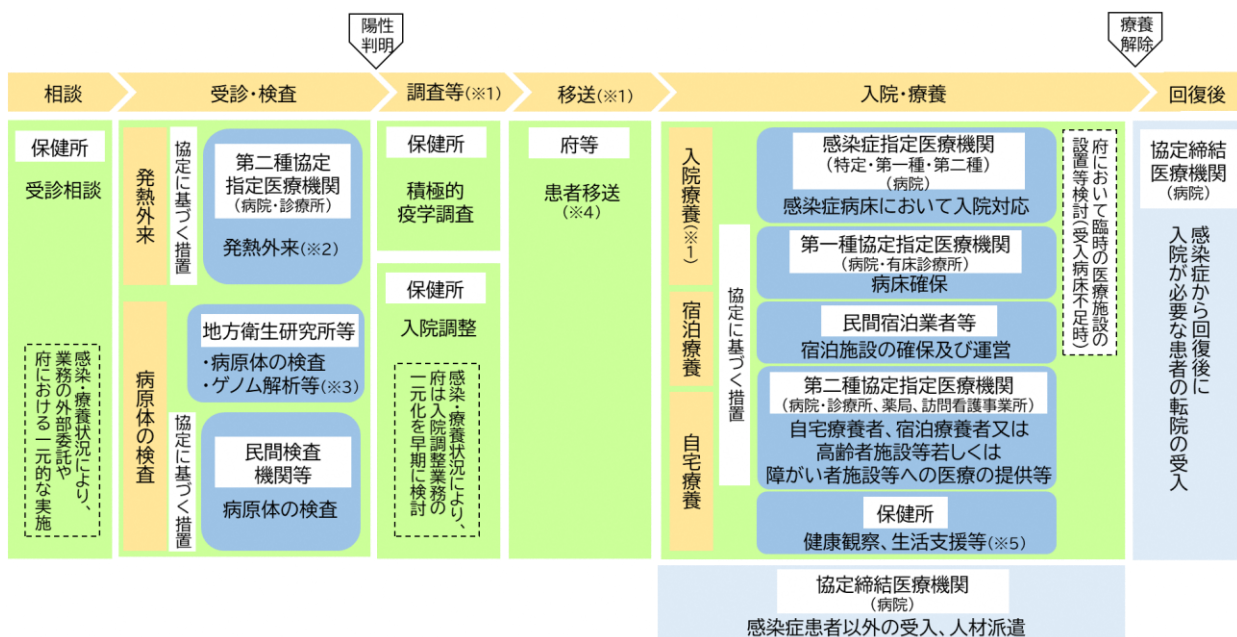 陽性
判明
療養
解除
相談
受診・検査
調査等(※1)
移送(※1)
入院・療養
回復後
保健所
受診相談
感染・療養状況により、
業務の外部委託や
府における一元的な実施
発熱外来
協定に基づく措置
第二種協定
指定医療機関
(病院・診療所)
発熱外来(※2)
病原体の検査
地方衛生研究所等
・病原体の検査
・ゲノム解析等(※3)
協定に基づく措置
民間検査
機関等
病原体の検査
保健所
積極的
疫学調査
保健所
入院調整
感染・療養状況により、
府は入院調整業務の
一元化を早期に検討
府等
患者移送
(※4)
入院療養(※1)
宿泊療養
自宅療養
協定に基づく措置
感染症指定医療機関
(特定・第一種・第二種)
(病院)
感染症病床において入院対応
第一種協定指定医療機関
(病院・有床診療所)
病床確保
民間宿泊業者等
宿泊施設の確保及び運営
第二種協定指定医療機関
(病院・診療所、薬局、訪問看護事業所)
自宅療養者、宿泊療養者又は
高齢者施設等若しくは
障がい者施設等への医療の提供等
保健所
健康観察、生活支援等(※5)
府において臨時の医療施設の
設置等検討(受入病床不足時)
協定締結医療機関
(病院)
感染症患者以外の受入、人材派遣
協定締結
医療機関
(病院)
感染症から回復後に
入院が必要な患者の転院の受入